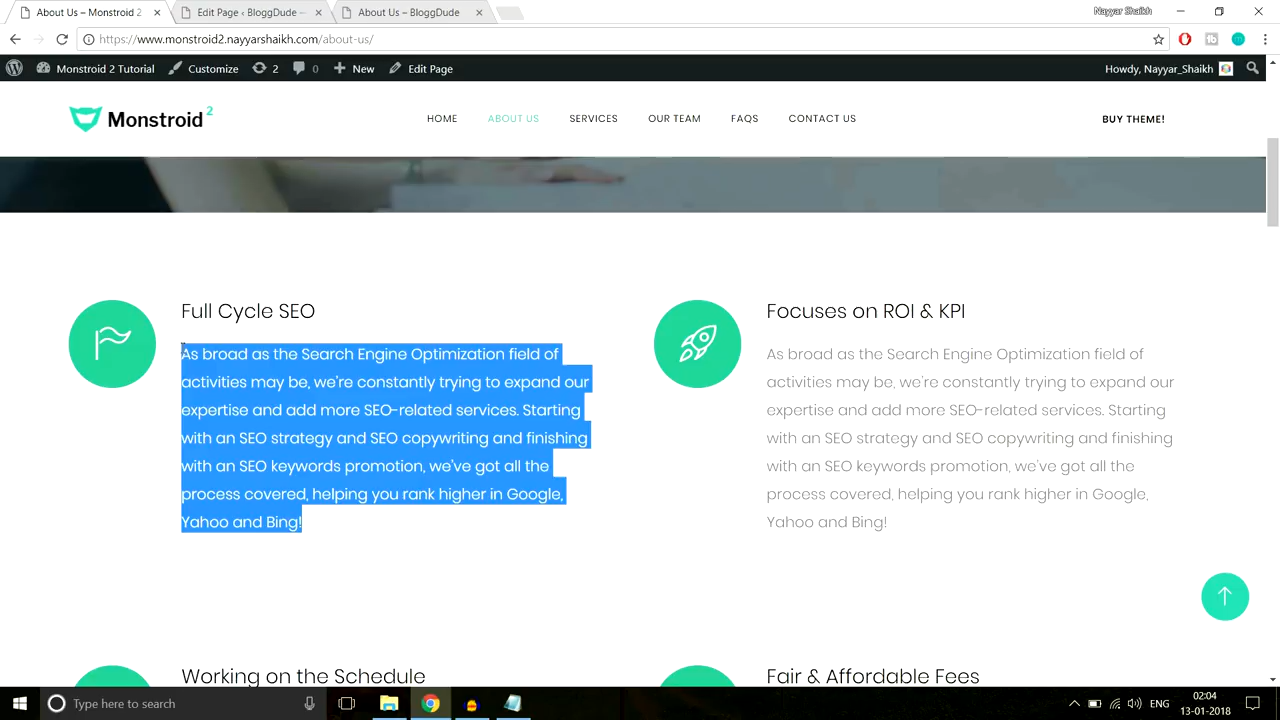 About Us – Monstroid 2
Edit Page ‹ BloggDude —
About Us – BloggDude
Nayyar Shaikh
https://www.monstroid2.nayyarshaikh.com/about-us/
Monstroid 2 Tutorial
Customize
2
0
New
Edit Page
Howdy, Nayyar_Shaikh
Monstroid 2
HOME
ABOUT US
SERVICES
OUR TEAM
FAQS
CONTACT US
BUY THEME!
Full Cycle SEO
As broad as the Search Engine Optimization field of
activities may be, we're constantly trying to expand our
expertise and add more SEO-related services. Starting
with an SEO strategy and SEO copywriting and finishing
with an SEO keywords promotion, we've got all the
process covered, helping you rank higher in Google,
Yahoo and Bing!
Focuses on ROI & KPI
As broad as the Search Engine Optimization field of
activities may be, we're constantly trying to expand our
expertise and add more SEO-related services. Starting
with an SEO strategy and SEO copywriting and finishing
with an SEO keywords promotion, we've got all the
process covered, helping you rank higher in Google,
Yahoo and Bing!
Working on the Schedule
Fair & Affordable Fees
Type here to search
ENG
02:04
13-01-2018